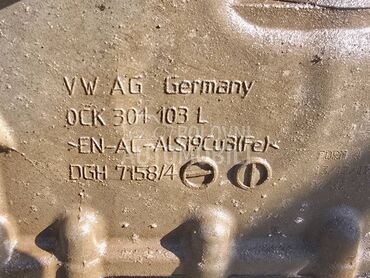 VW AG Germany
0CK 301 103 L
>EN-AC-ALSI9Cu3(Fe)<
DGH 7158/4